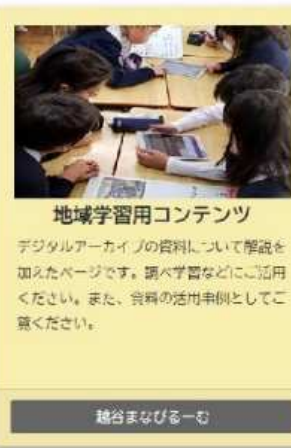 地域学習用コンテンツ
デジタルアーカイブの資料について解説を
加えたページです。調べ学習などにご活用
ください。また、資料の活用事例としてご
覧ください。
越谷まなびるーむ